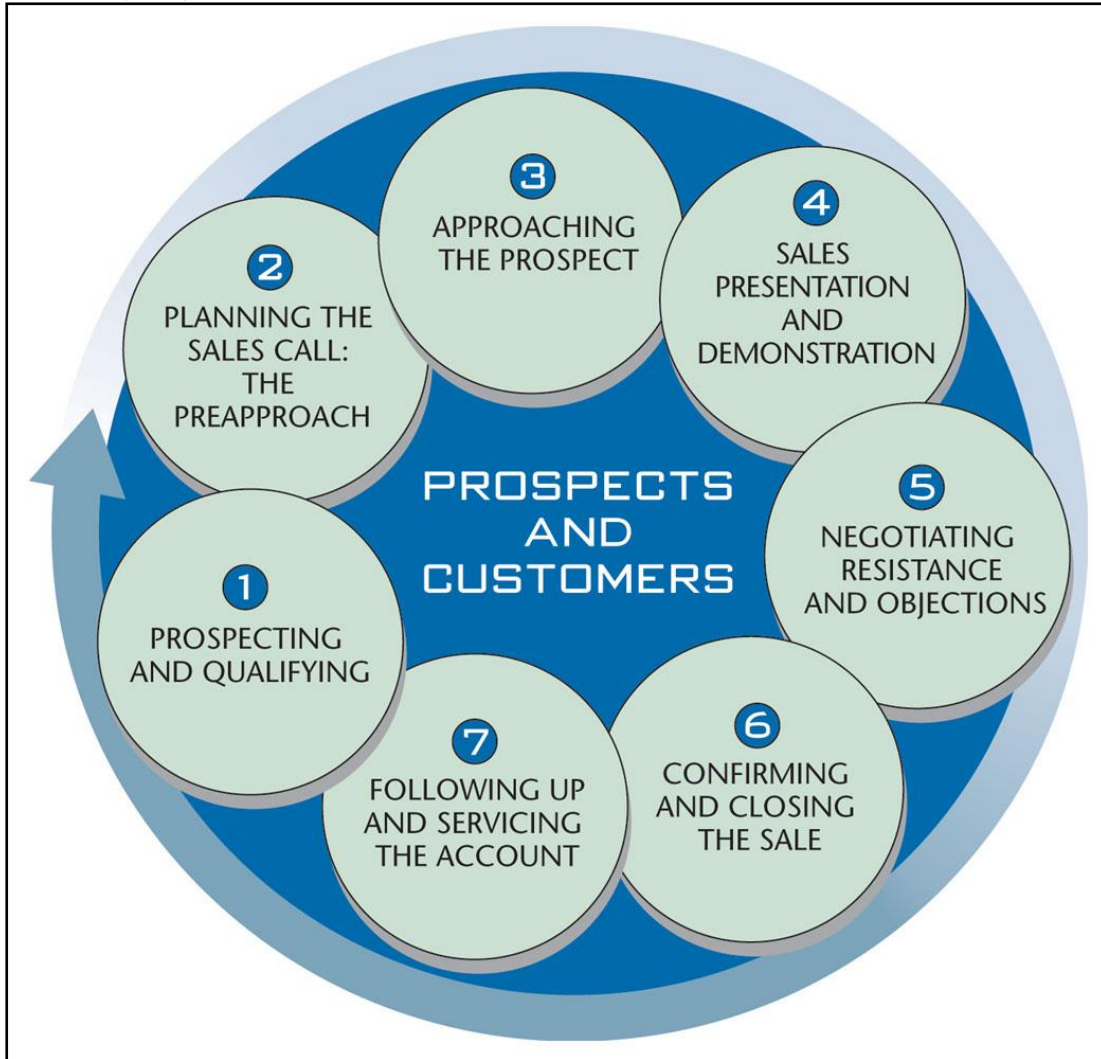 1
PROSPECTING
AND QUALIFYING
2
PLANNING THE
SALES CALL:
THE
PREAPPROACH
3
APPROACHING
THE PROSPECT
4
SALES
PRESENTATION
AND
DEMONSTRATION
5
NEGOTIATING
RESISTANCE
AND OBJECTIONS
6
CONFIRMING
AND CLOSING
THE SALE
7
FOLLOWING UP
AND SERVICING
THE ACCOUNT
PROSPECTS
AND
CUSTOMERS